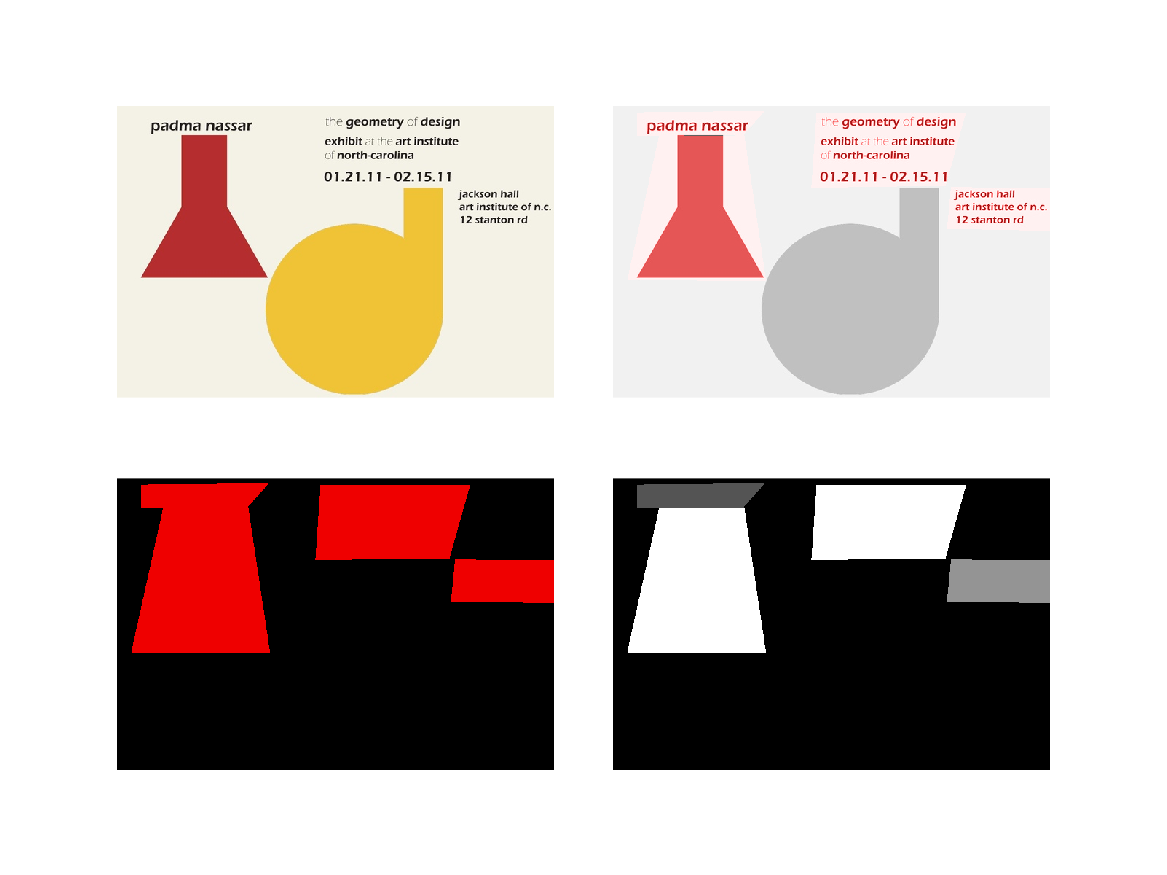 padma nassar
the geometry of design
exhibit at the art institute
of north-carolina
01.21.11 - 02.15.11
jackson hall
art institute of n.c.
12 stanton rd
padma nassar
the geometry of design
exhibit at the art institute
of north-carolina
01.21.11 - 02.15.11
jackson hall
art institute of n.c.
12 stanton rd